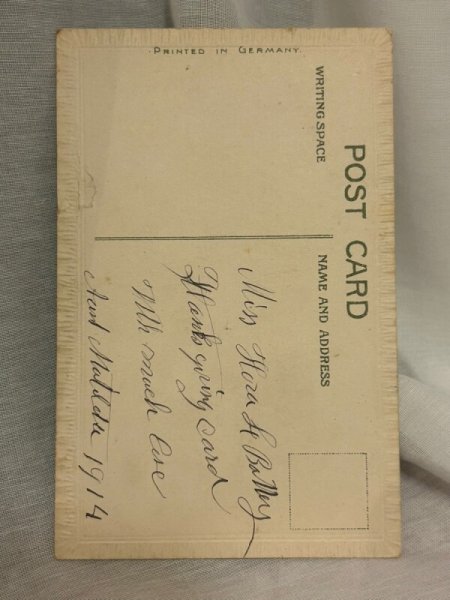 POST CARD
WRITING SPACE
NAME AND ADDRESS
PRINTED IN GERMANY.
Miss Flora
Thanksgiving Card
With much Love
Aunt Matilda 1914